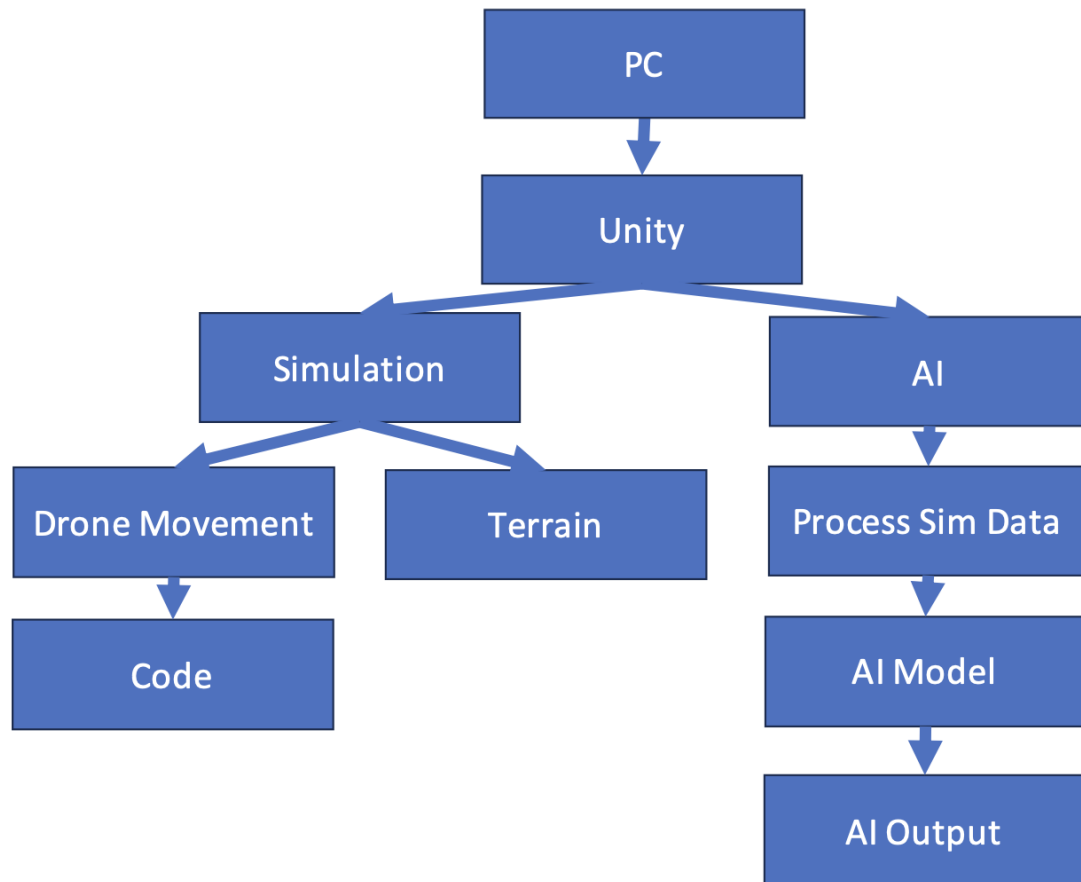 PC
Unity
Simulation
AI
Drone Movement
Terrain
Process Sim Data
Code
AI Model
AI Output